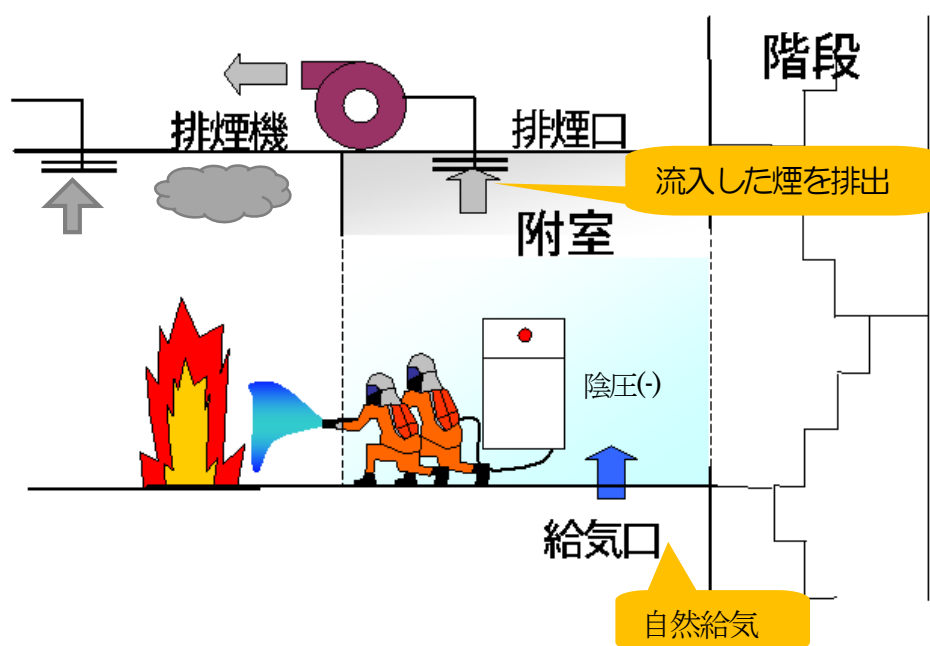 階段
排煙機
排煙口
流入した煙を排出
附室
陰圧(-)
給気口
自然給気